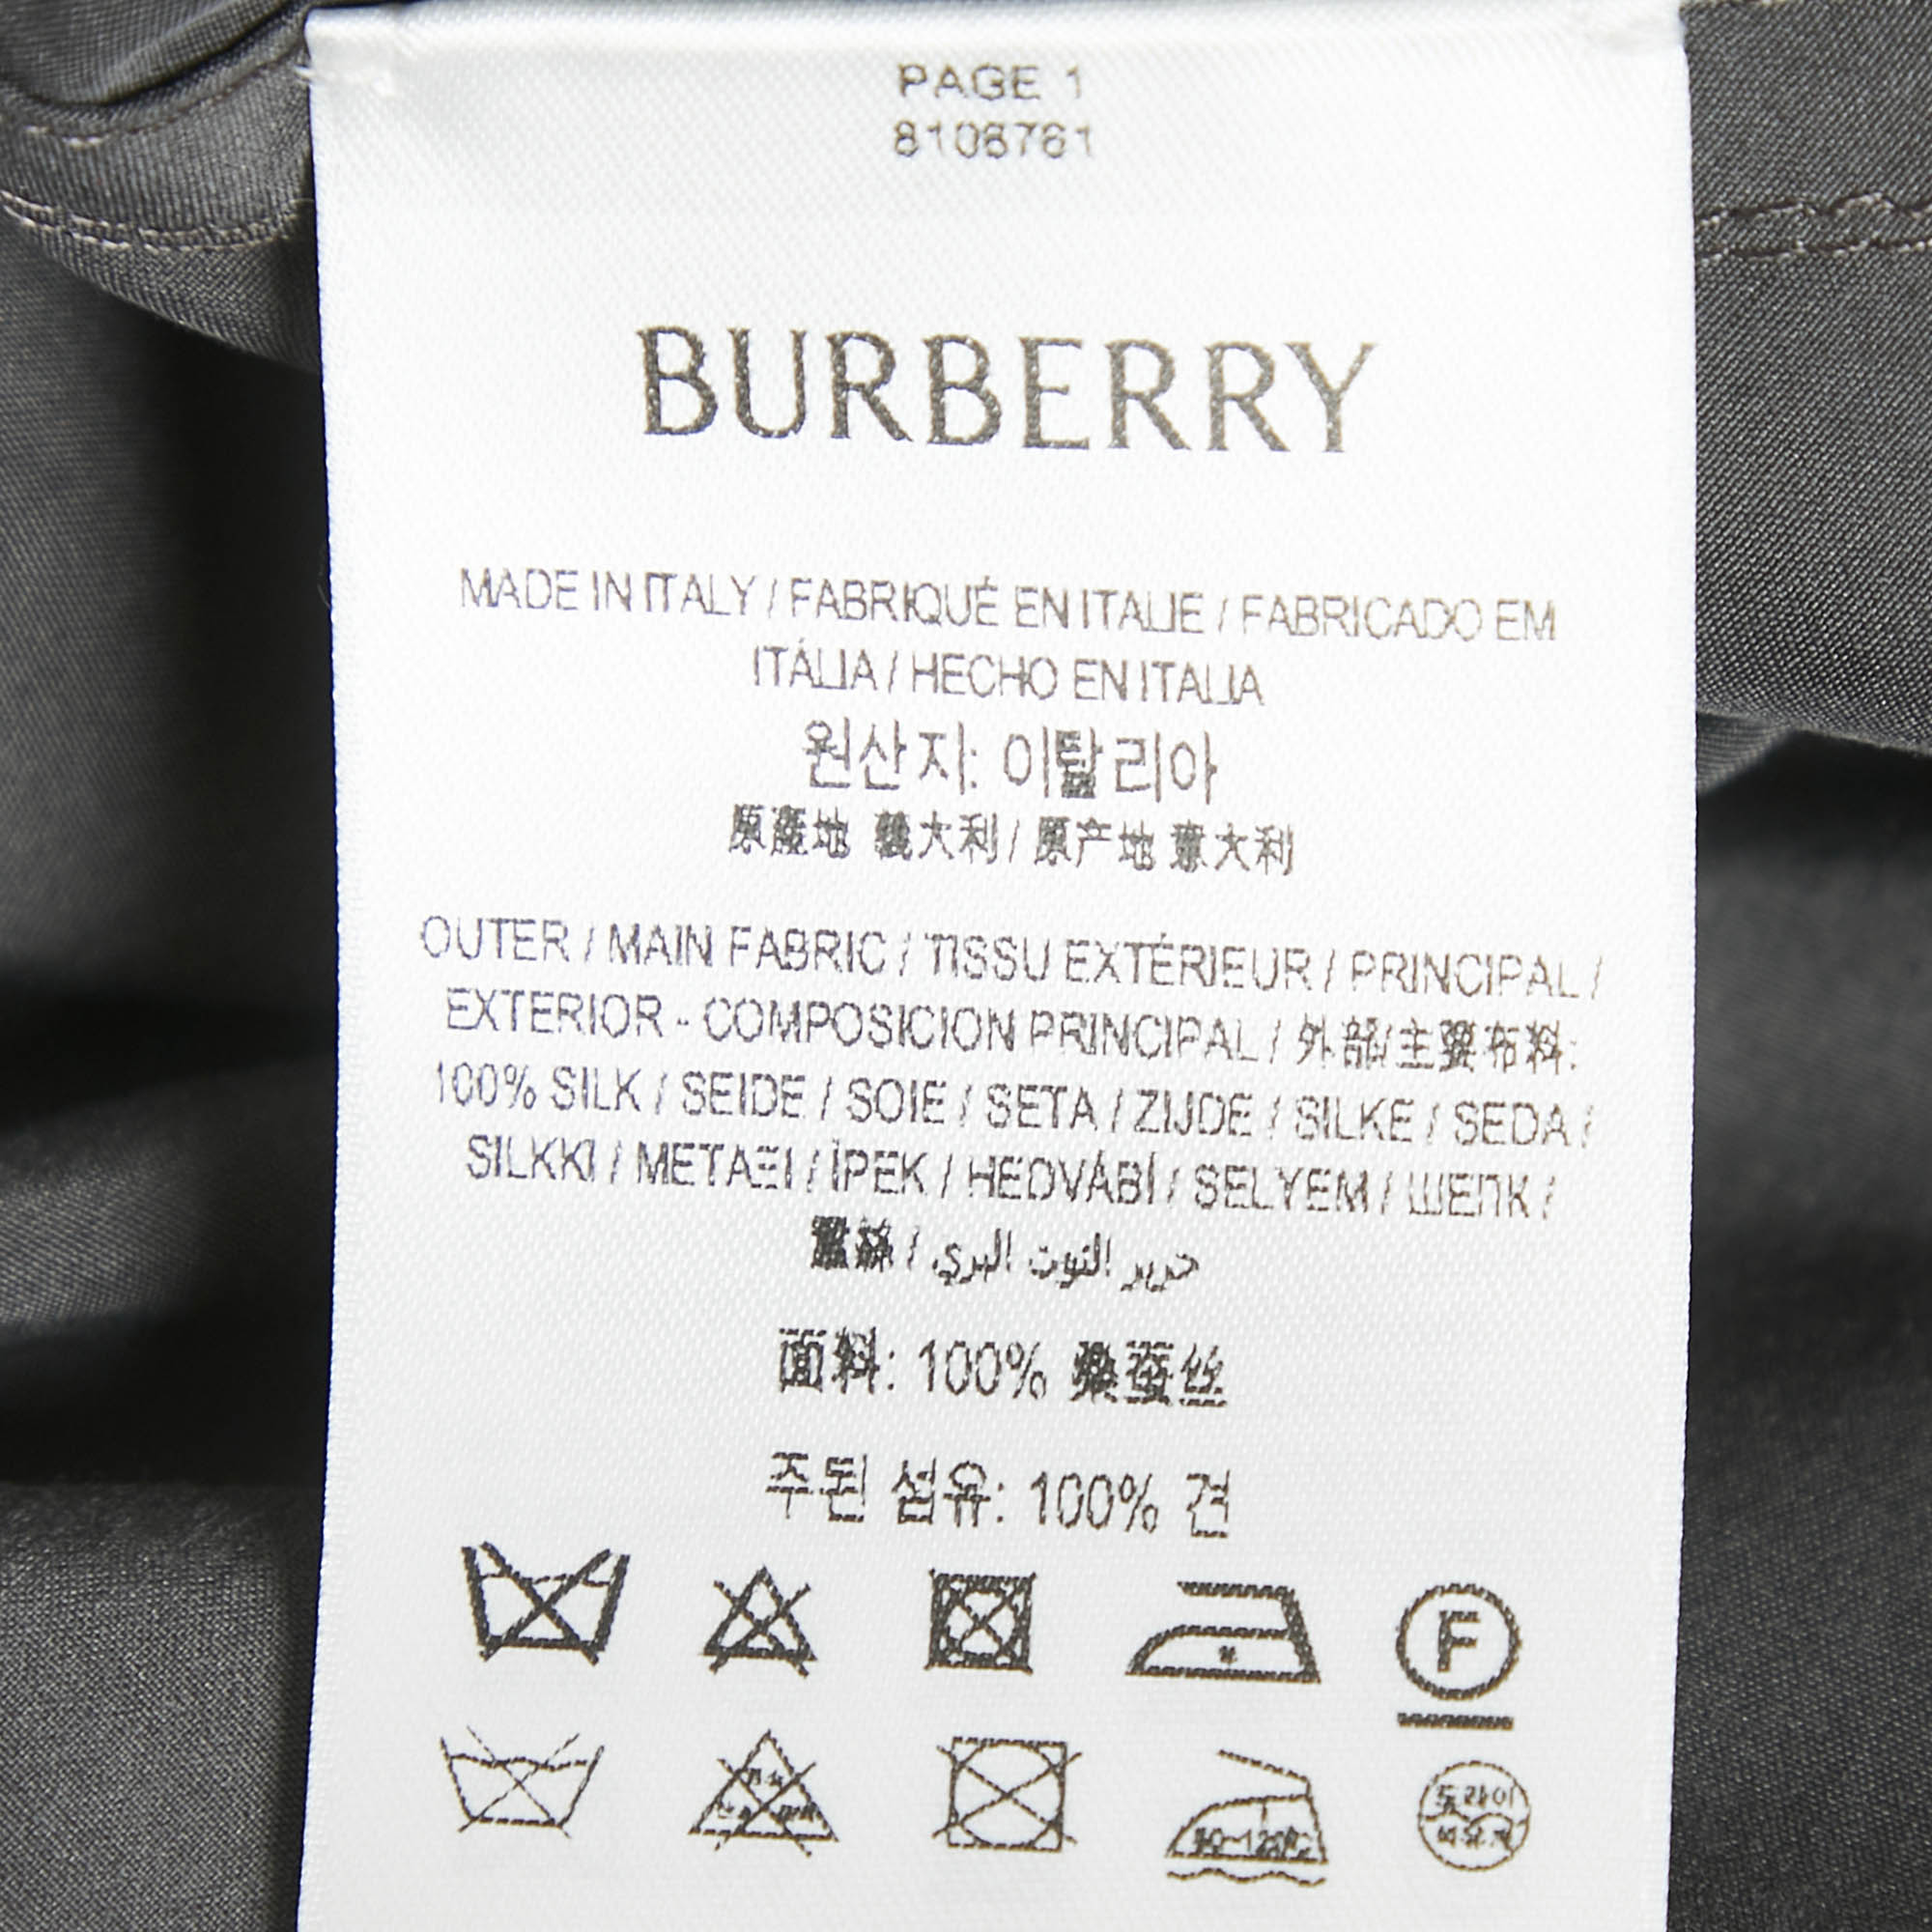 PAGE 1
8106761
BURBERRY
MADE IN ITALY / FABRIQUÉ EN ITALIE / FABRICADO EM
ITÁLIA / HECHO EN ITALIA
원산지: 이탈리아
原產地 義大利 / 原产地 意大利
OUTER / MAIN FABRIC / TISSU EXTÉRIEUR / PRINCIPAL /
EXTERIOR - COMPOSICION PRINCIPAL / 外部/主要布料:
100% SILK / SEIDE / SOIE / SETA / ZIJDE / SILKE / SEDA /
SILKKI / ΜΕΤΑΞΙ / İPEK / HEDVÁBÍ / SELYEM / ШЕЛК /
蠶絲 / حرير التوت البري
面料: 100% 桑蚕丝
주된 섬유: 100% 견
F
드라이